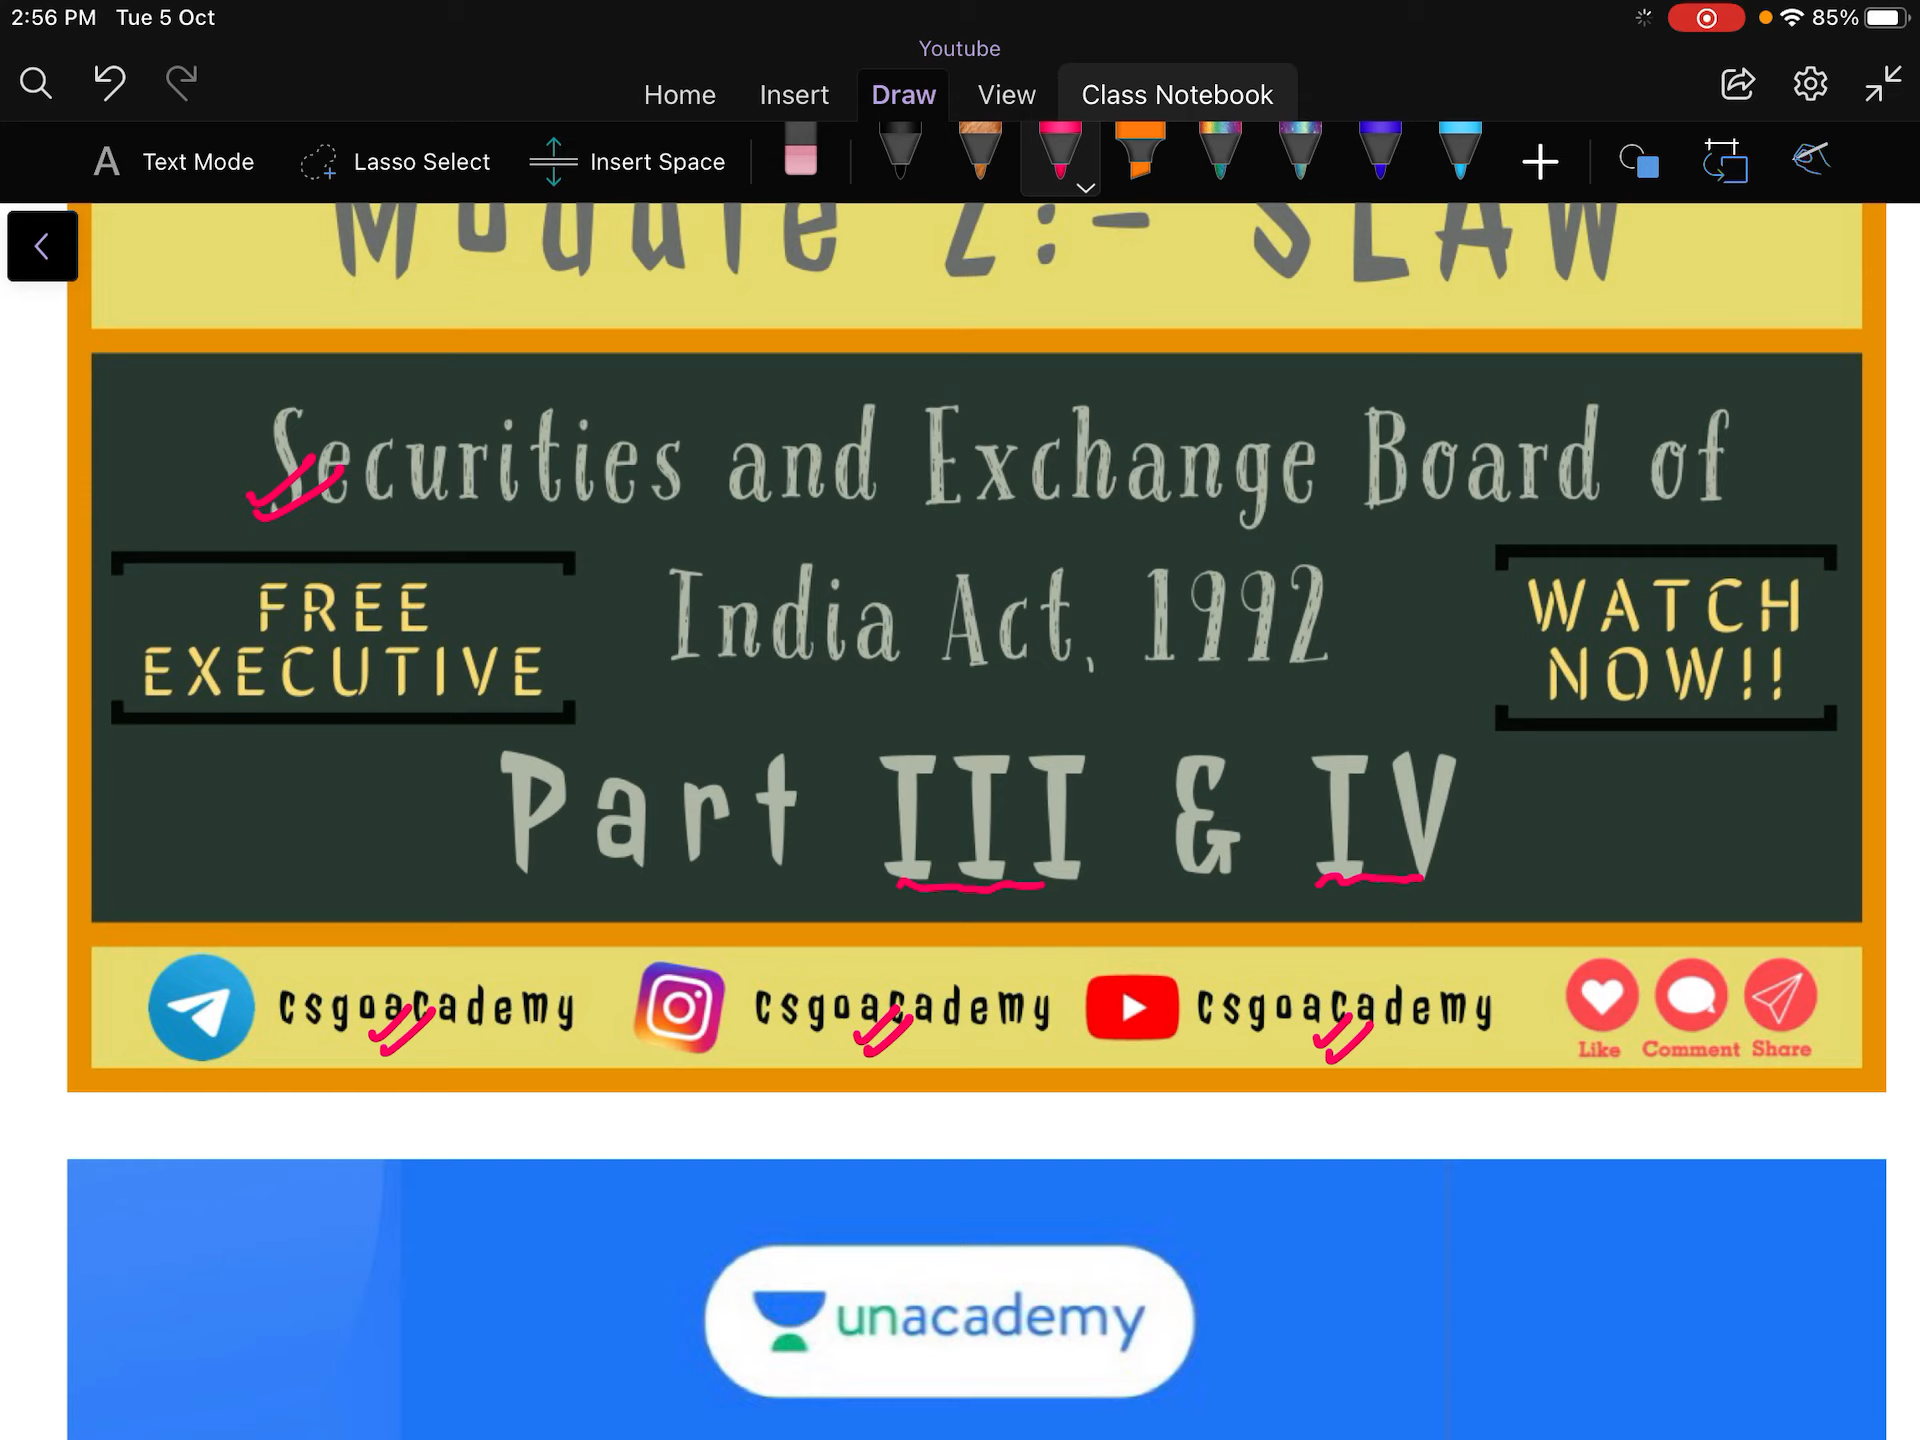 2:56 PM Tue 5 Oct 85%
Youtube
Home Insert Draw View Class Notebook
A Text Mode Lasso Select Insert Space
Module 2:- SLAW
Securities and Exchange Board of
India Act, 1992
FREE
EXECUTIVE
WATCH
NOW!!
Part III & IV
csgoacademy csgoacademy csgoacademy
Like Comment Share
unacademy